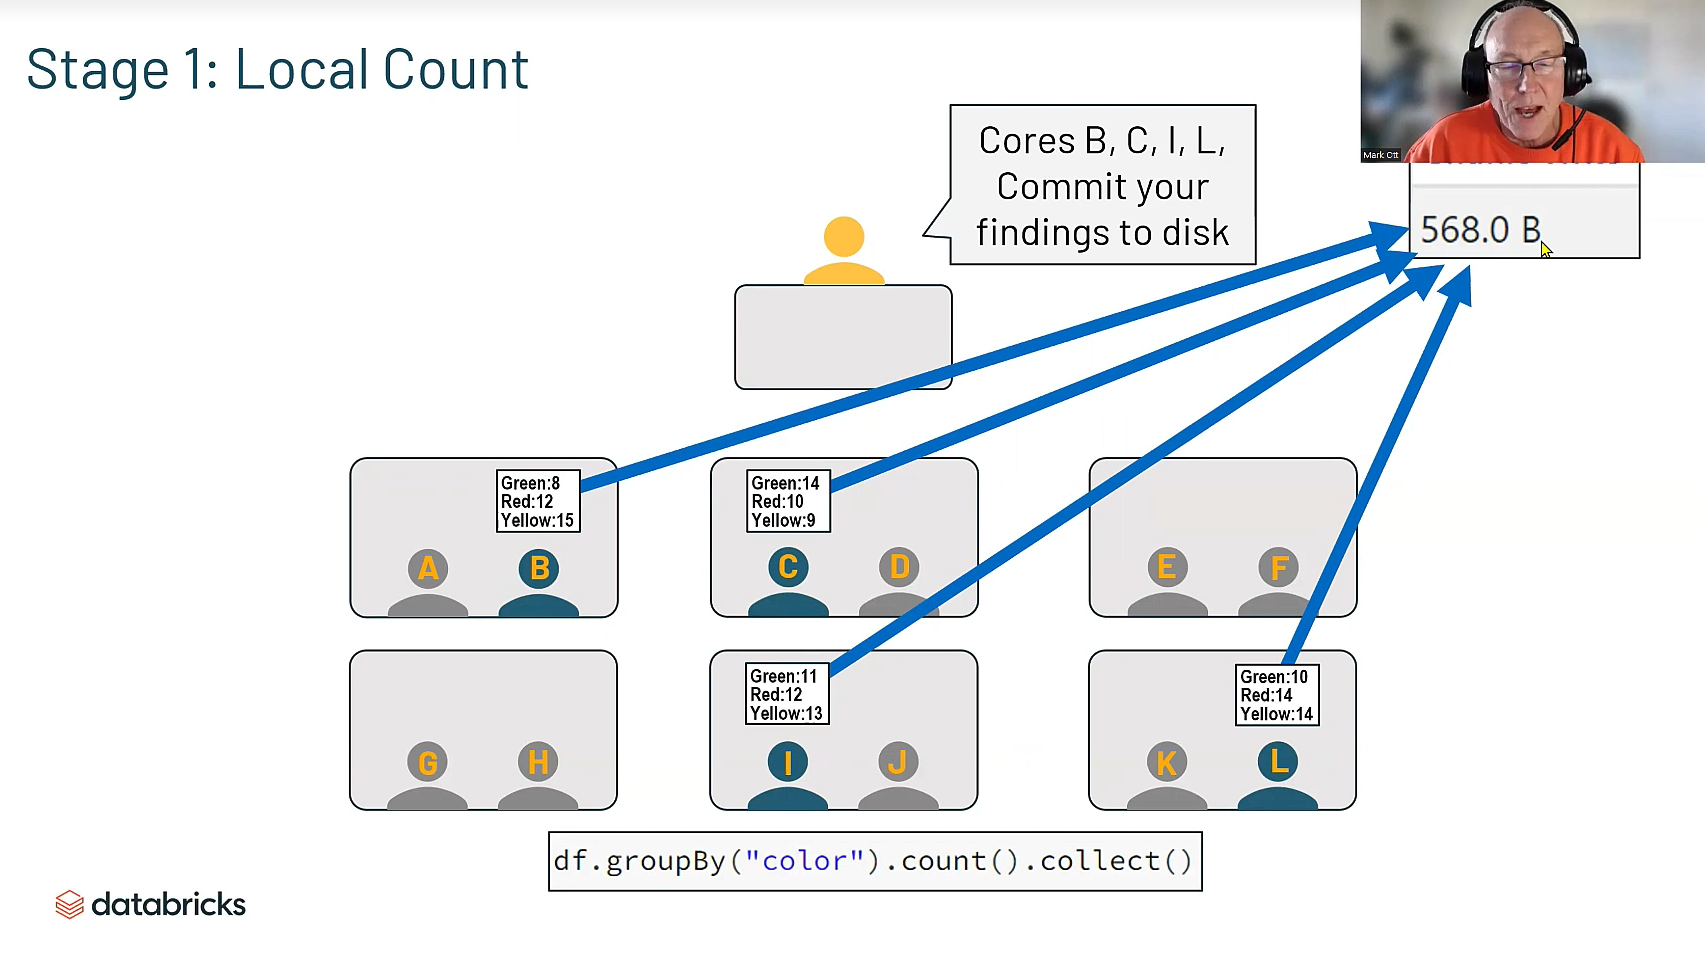 Stage 1: Local Count
Cores B, C, I, L,
Commit your
findings to disk
Mark Ott
568.0 B
Green:8
Red:12
Yellow:15
A
B
Green:14
Red:10
Yellow:9
C
D
E
F
G
H
Green:11
Red:12
Yellow:13
I
J
Green:10
Red:14
Yellow:14
K
L
df.groupBy("color").count().collect()
databricks